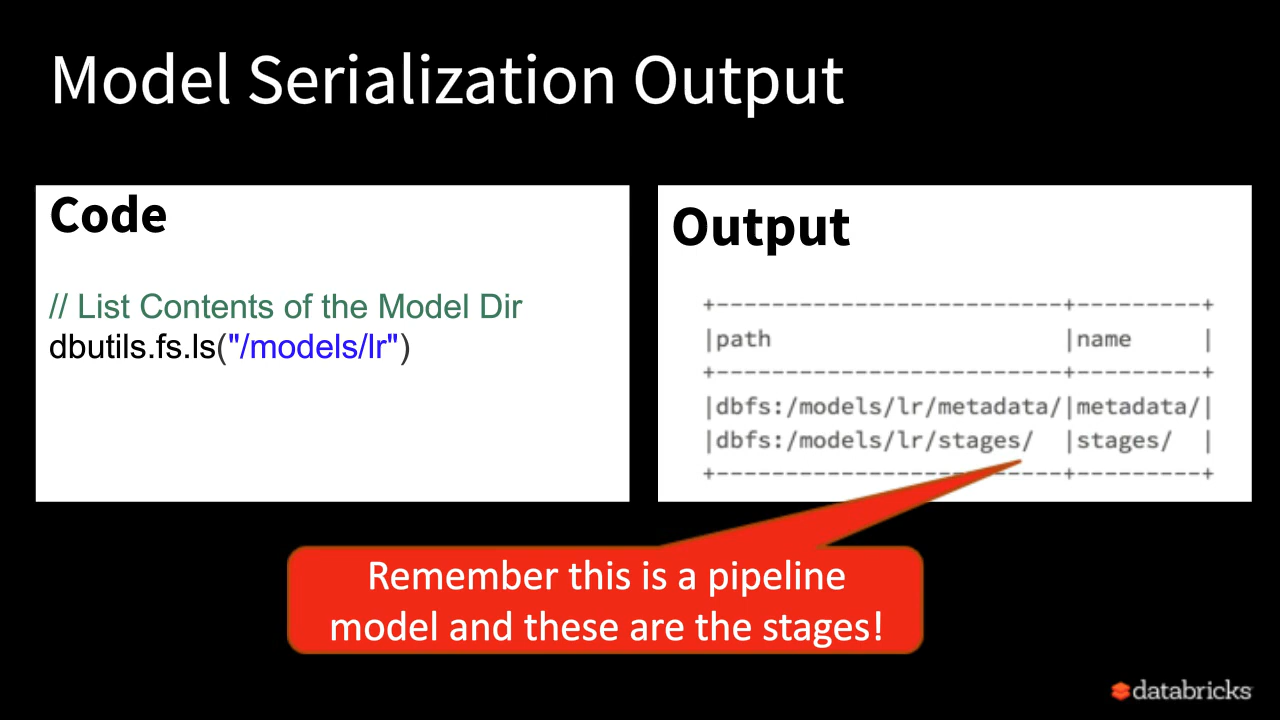 Model Serialization Output
Code
// List Contents of the Model Dir
dbutils.fs.ls("/models/lr")
Output
+-------------------------+---------+
|path                     |name     |
+-------------------------+---------+
|dbfs:/models/lr/metadata/|metadata/|
|dbfs:/models/lr/stages/  |stages/  |
+-------------------------+---------+
Remember this is a pipeline
model and these are the stages!
databricks